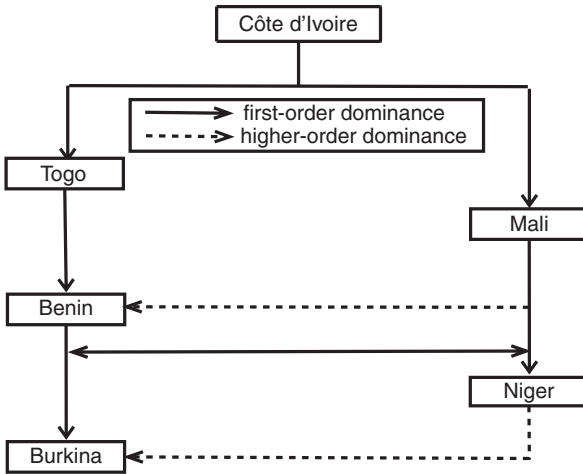 Côte d'Ivoire
first-order dominance
higher-order dominance
Togo
Mali
Benin
Niger
Burkina